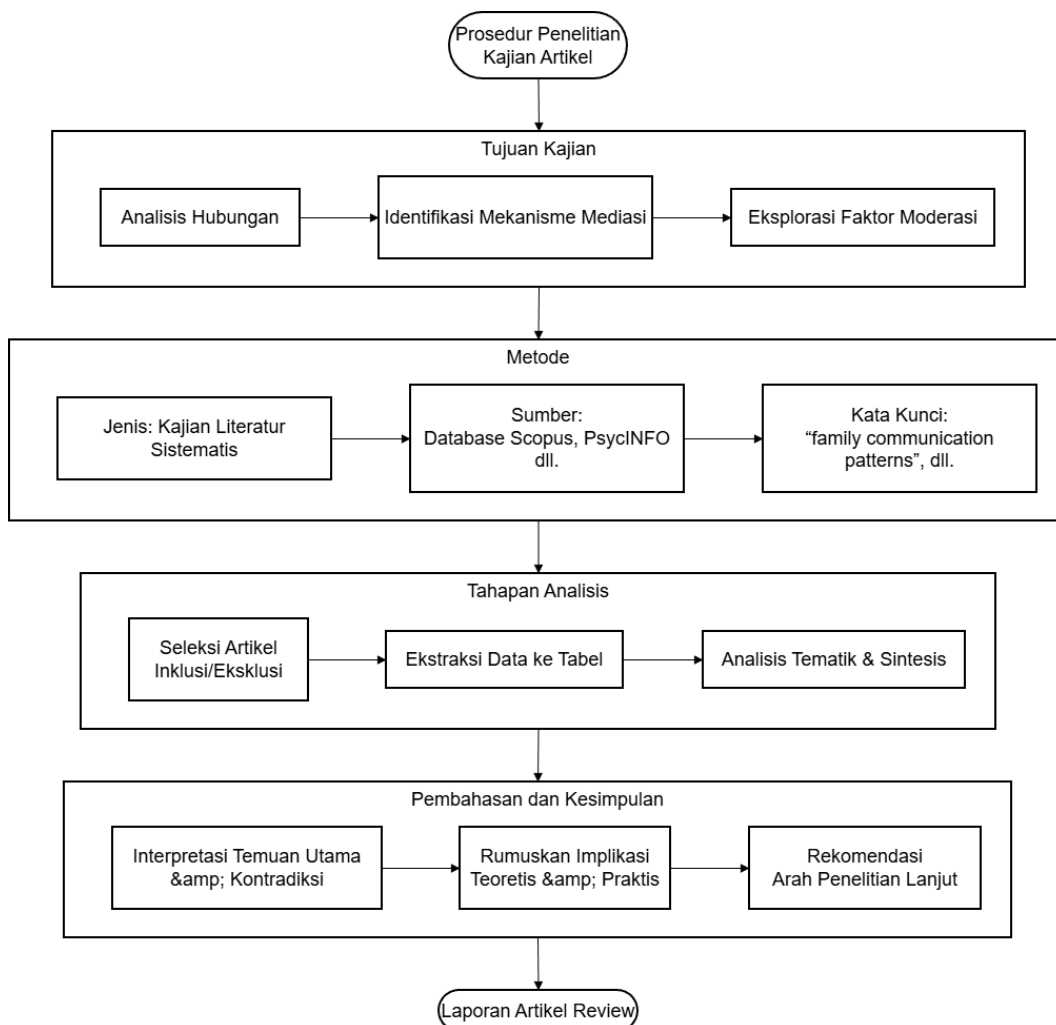 Prosedur Penelitian
Kajian Artikel
Tujuan Kajian
Analisis Hubungan
Identifikasi Mekanisme Mediasi
Eksplorasi Faktor Moderasi
Metode
Jenis: Kajian Literatur
Sistematis
Sumber:
Database Scopus, PsycINFO
dll.
Kata Kunci:
“family communication
patterns”, dll.
Tahapan Analisis
Seleksi Artikel
Inklusi/Eksklusi
Ekstraksi Data ke Tabel
Analisis Tematik & Sintesis
Pembahasan dan Kesimpulan
Interpretasi Temuan Utama
&amp; Kontradiksi
Rumuskan Implikasi
Teoretis &amp; Praktis
Rekomendasi
Arah Penelitian Lanjut
Laporan Artikel Review